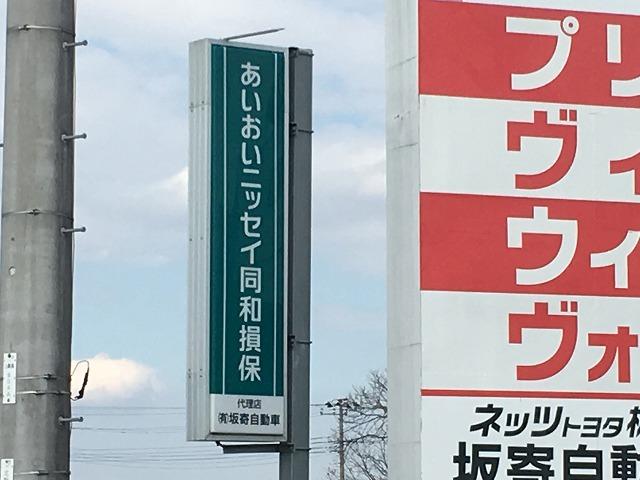 あいおいニッセイ同和損保
代理店
㈲坂寄自動車
プリ
ヴィ
ウィ
ヴォ
ネッツトヨタ
坂寄自動